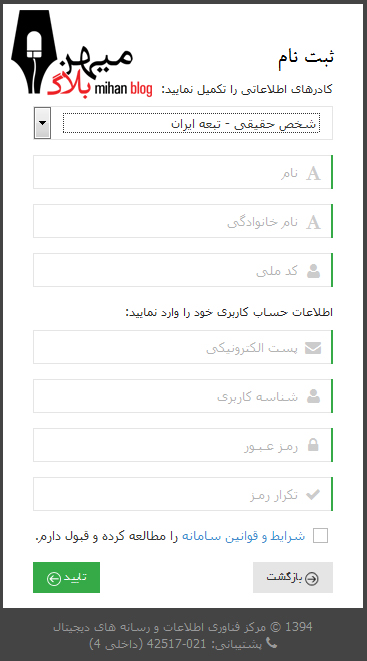 میهن
بلاگ mihan blog
ثبت نام
کادرهای اطلاعاتی را تکمیل نمایید:
شخص حقیقی - تبعه ایران
نام
نام خانوادگی
کد ملی
اطلاعات حساب کاربری خود را وارد نمایید:
پست الکترونیکی
شناسه کاربری
رمز عبور
تکرار رمز
شرایط و قوانین سامانه را مطالعه کرده و قبول دارم.
بازگشت
تایید
1394 © مرکز فناوری اطلاعات و رسانه های دیجیتال
پشتیبانی: 021-42517 (داخلی 4)